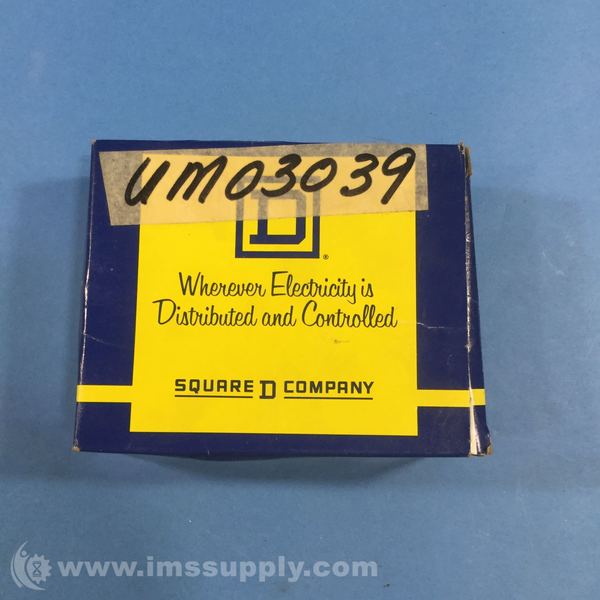 UM03039
D
®
Wherever Electricity is
Distributed and Controlled
SQUARE D COMPANY
www.imssupply.com